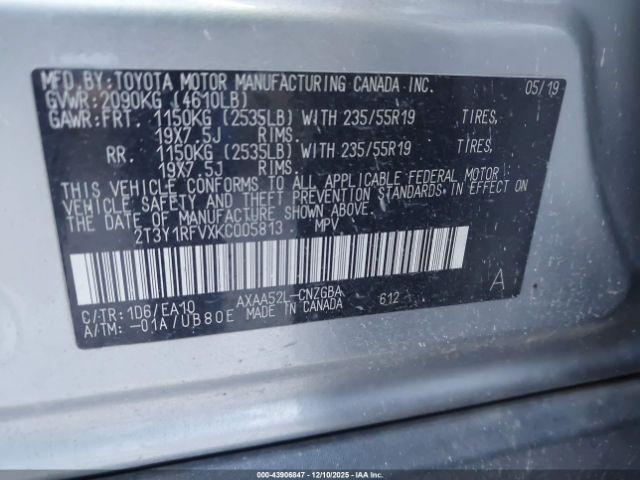 MFD. BY: TOYOTA MOTOR MANUFACTURING CANADA INC. 05/19
GVWR: 2090KG (4610LB)
GAWR: FRT. 1150KG (2535LB) WITH 235/55R19 TIRES,
19X7.5J RIMS.
RR. 1150KG (2535LB) WITH 235/55R19 TIRES,
19X7.5J RIMS.
THIS VEHICLE CONFORMS TO ALL APPLICABLE FEDERAL MOTOR
VEHICLE SAFETY AND THEFT PREVENTION STANDARDS IN EFFECT ON
THE DATE OF MANUFACTURE SHOWN ABOVE.
2T3Y1RFVXKC005813 MPV
C/TR: 1D6/EA10 AXAA52L-CNZGBA 612 A
A/TM: -01A/UB80E MADE IN CANADA
000-43906847 - 12/10/2025 - IAAI.COM